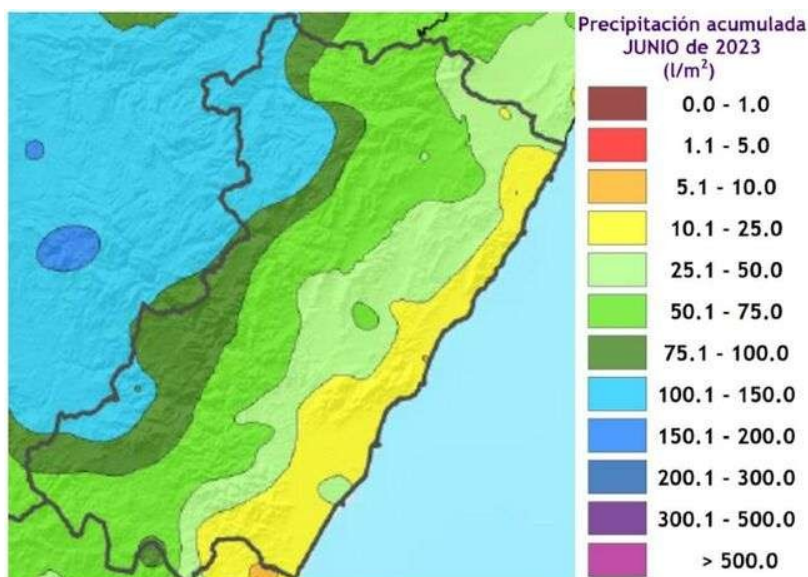 Precipitación acumulada
JUNIO de 2023
(l/m²)
0.0 - 1.0
1.1 - 5.0
5.1 - 10.0
10.1 - 25.0
25.1 - 50.0
50.1 - 75.0
75.1 - 100.0
100.1 - 150.0
150.1 - 200.0
200.1 - 300.0
300.1 - 500.0
> 500.0